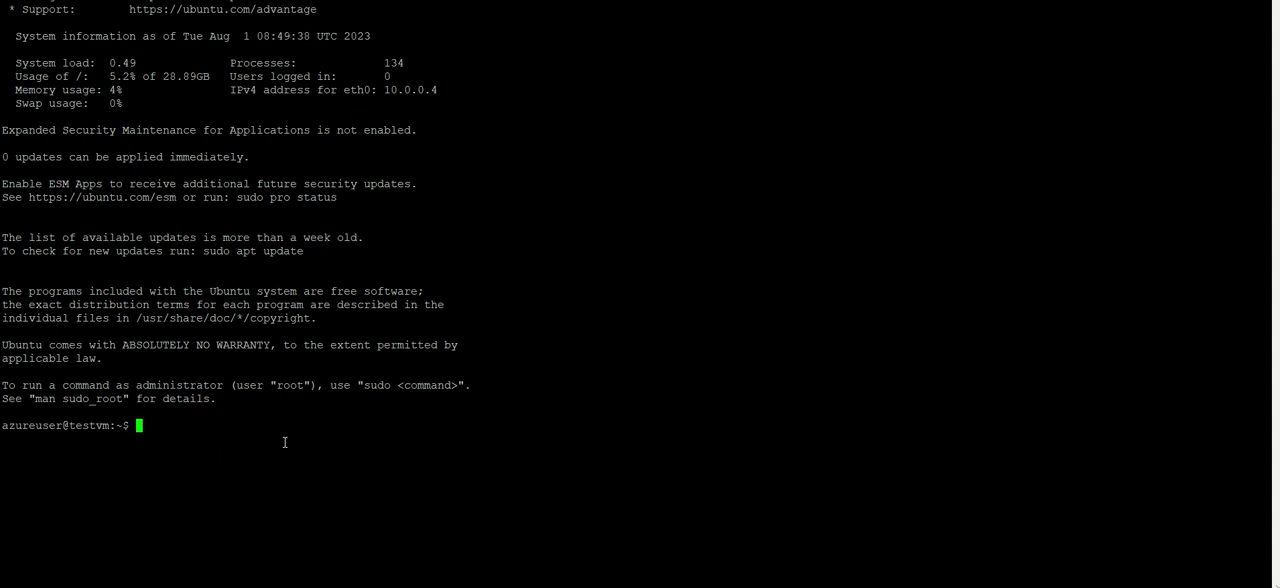 * Support:        https://ubuntu.com/advantage
System information as of Tue Aug  1 08:49:38 UTC 2023
System load:  0.49              Processes:             134
Usage of /:   5.2% of 28.89GB   Users logged in:       0
Memory usage: 4%                IPv4 address for eth0: 10.0.0.4
Swap usage:   0%
Expanded Security Maintenance for Applications is not enabled.
0 updates can be applied immediately.
Enable ESM Apps to receive additional future security updates.
See https://ubuntu.com/esm or run: sudo pro status
The list of available updates is more than a week old.
To check for new updates run: sudo apt update
The programs included with the Ubuntu system are free software;
the exact distribution terms for each program are described in the
individual files in /usr/share/doc/*/copyright.
Ubuntu comes with ABSOLUTELY NO WARRANTY, to the extent permitted by
applicable law.
To run a command as administrator (user "root"), use "sudo <command>".
See "man sudo_root" for details.
azureuser@testvm:~$